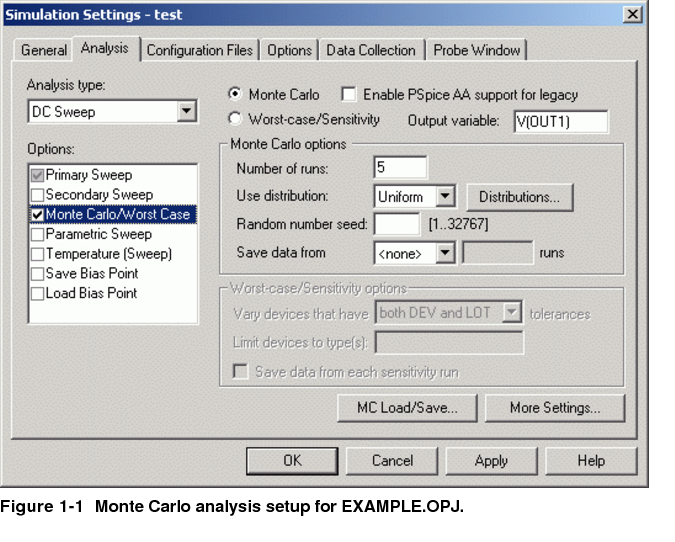 Simulation Settings - test
General Analysis Configuration Files Options Data Collection Probe Window
Analysis type:
DC Sweep
Options:
Primary Sweep
Secondary Sweep
Monte Carlo/Worst Case
Parametric Sweep
Temperature (Sweep)
Save Bias Point
Load Bias Point
Monte Carlo Enable PSpice AA support for legacy
Worst-case/Sensitivity Output variable: V(OUT1)
Monte Carlo options
Number of runs: 5
Use distribution: Uniform Distributions...
Random number seed: [1..32767]
Save data from <none> runs
Worst-case/Sensitivity options
Vary devices that have both DEV and LOT tolerances
Limit devices to type(s):
Save data from each sensitivity run
MC Load/Save... More Settings...
OK Cancel Apply Help
Figure 1-1 Monte Carlo analysis setup for EXAMPLE.OPJ.